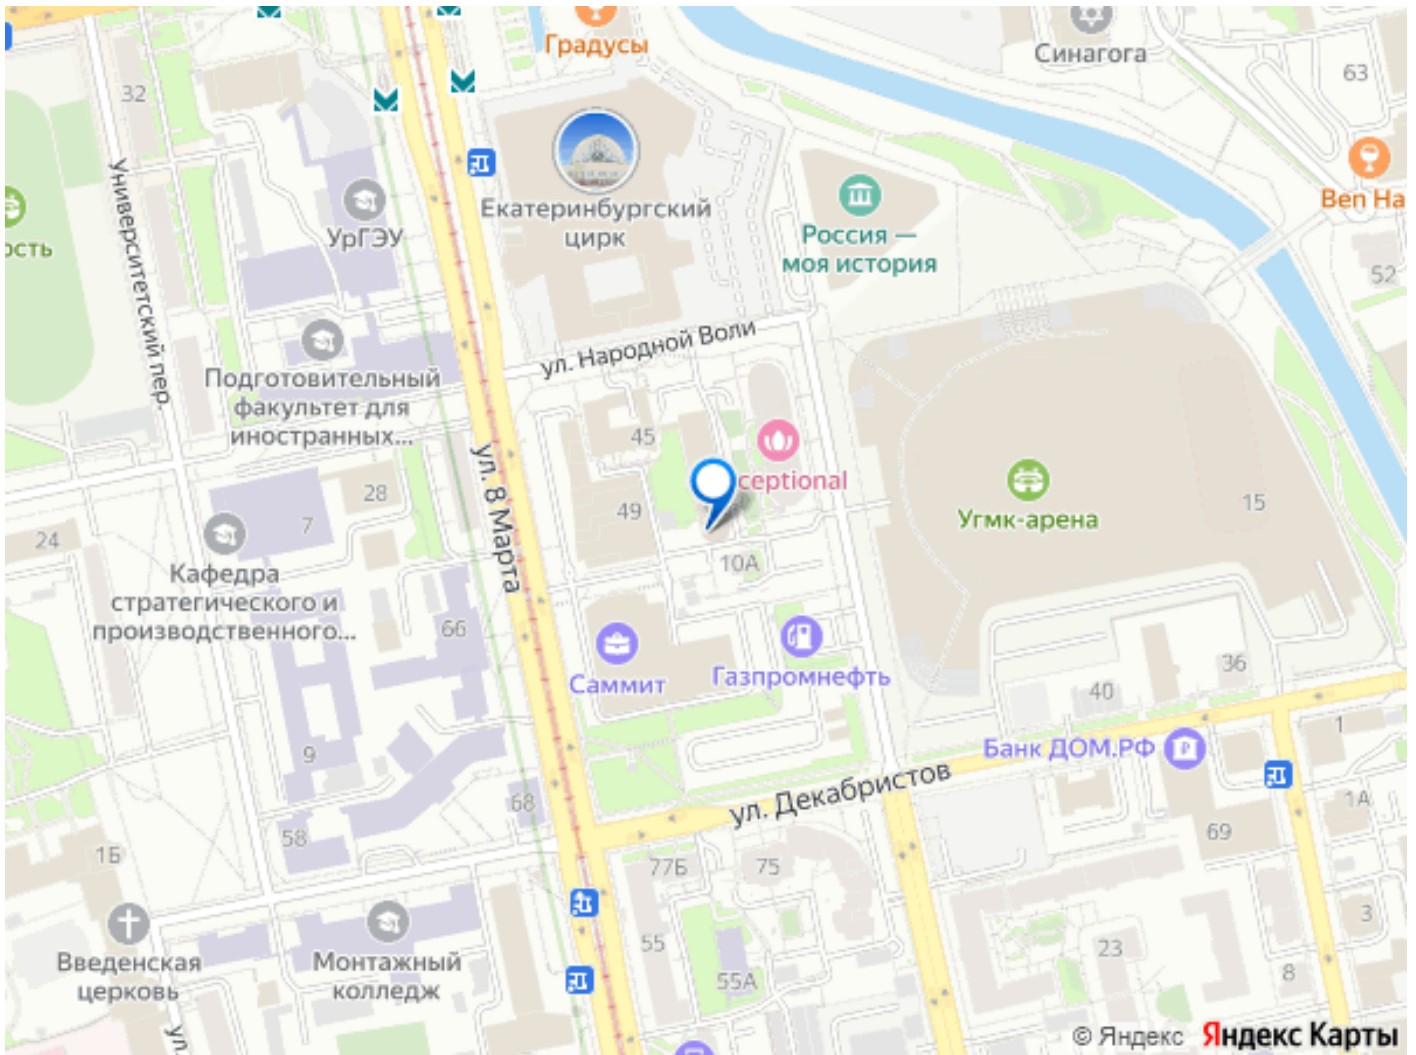 Градусы
Синагога
63
32
Веп На
Екатеринбургский
цирк
УрГЭУ
Россия —
моя история
ость
52
Университетский пер.
ул. Народной Воли
Подготовительный
факультет для
иностранных...
45
ceptional
ул. 8 Марта
28
49
7
Угмк-арена
15
24
10А
Кафедра
стратегического и
производственного...
66
Саммит
Газпромнефть
36
40
1
Банк ДОМ.РФ
9
ул. Декабристов
68
1А
58
69
1Б
77Б
75
3
Введенская
церковь
Монтажный
колледж
55
23
55А
8
ул.
© Яндекс Яндекс Карты